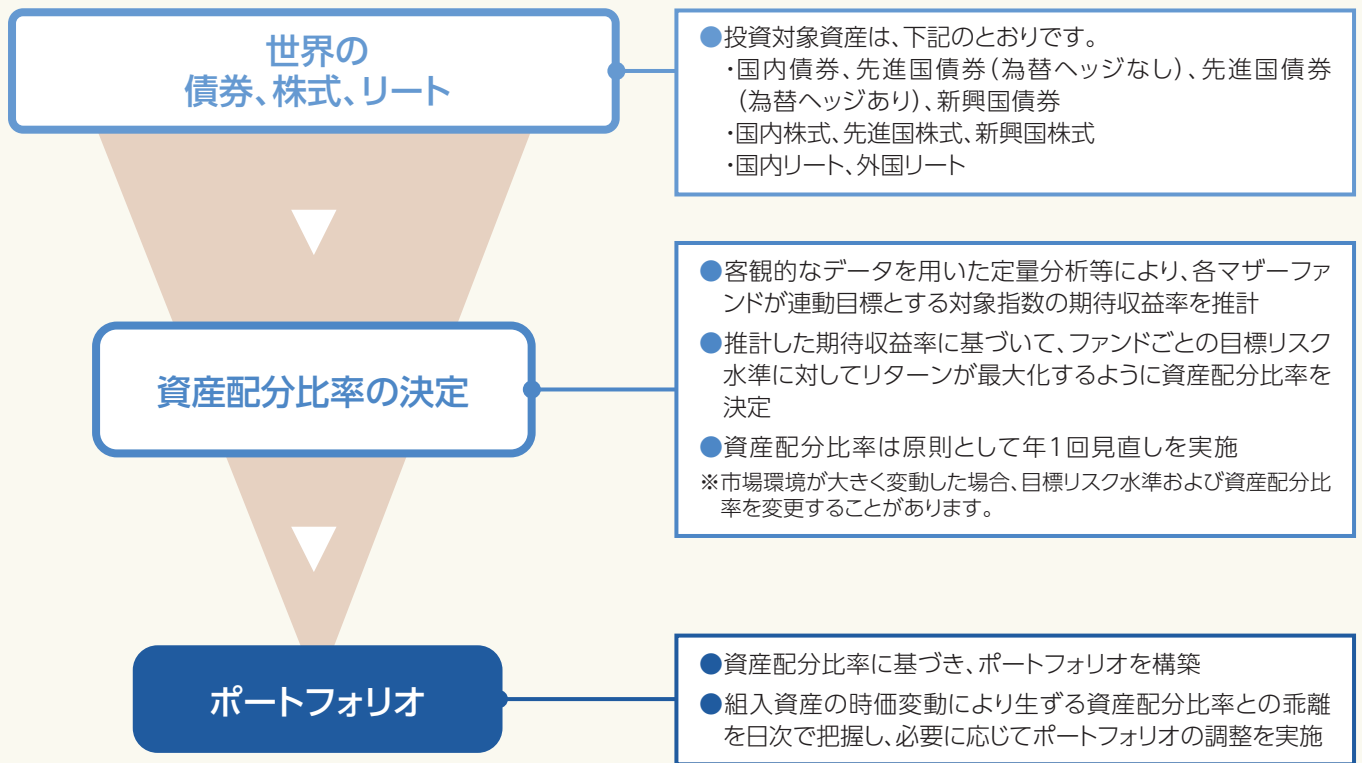 世界の
債券、株式、リート
●投資対象資産は、下記のとおりです。
・国内債券、先進国債券(為替ヘッジなし)、先進国債券
(為替ヘッジあり)、新興国債券
・国内株式、先進国株式、新興国株式
・国内リート、外国リート
資産配分比率の決定
●客観的なデータを用いた定量分析等により、各マザーファ
ンドが連動目標とする対象指数の期待収益率を推計
●推計した期待収益率に基づいて、ファンドごとの目標リスク
水準に対してリターンが最大化するように資産配分比率を
決定
●資産配分比率は原則として年1回見直しを実施
※市場環境が大きく変動した場合、目標リスク水準および資産配分比
率を変更することがあります。
ポートフォリオ
●資産配分比率に基づき、ポートフォリオを構築
●組入資産の時価変動により生ずる資産配分比率との乖離
を日次で把握し、必要に応じてポートフォリオの調整を実施